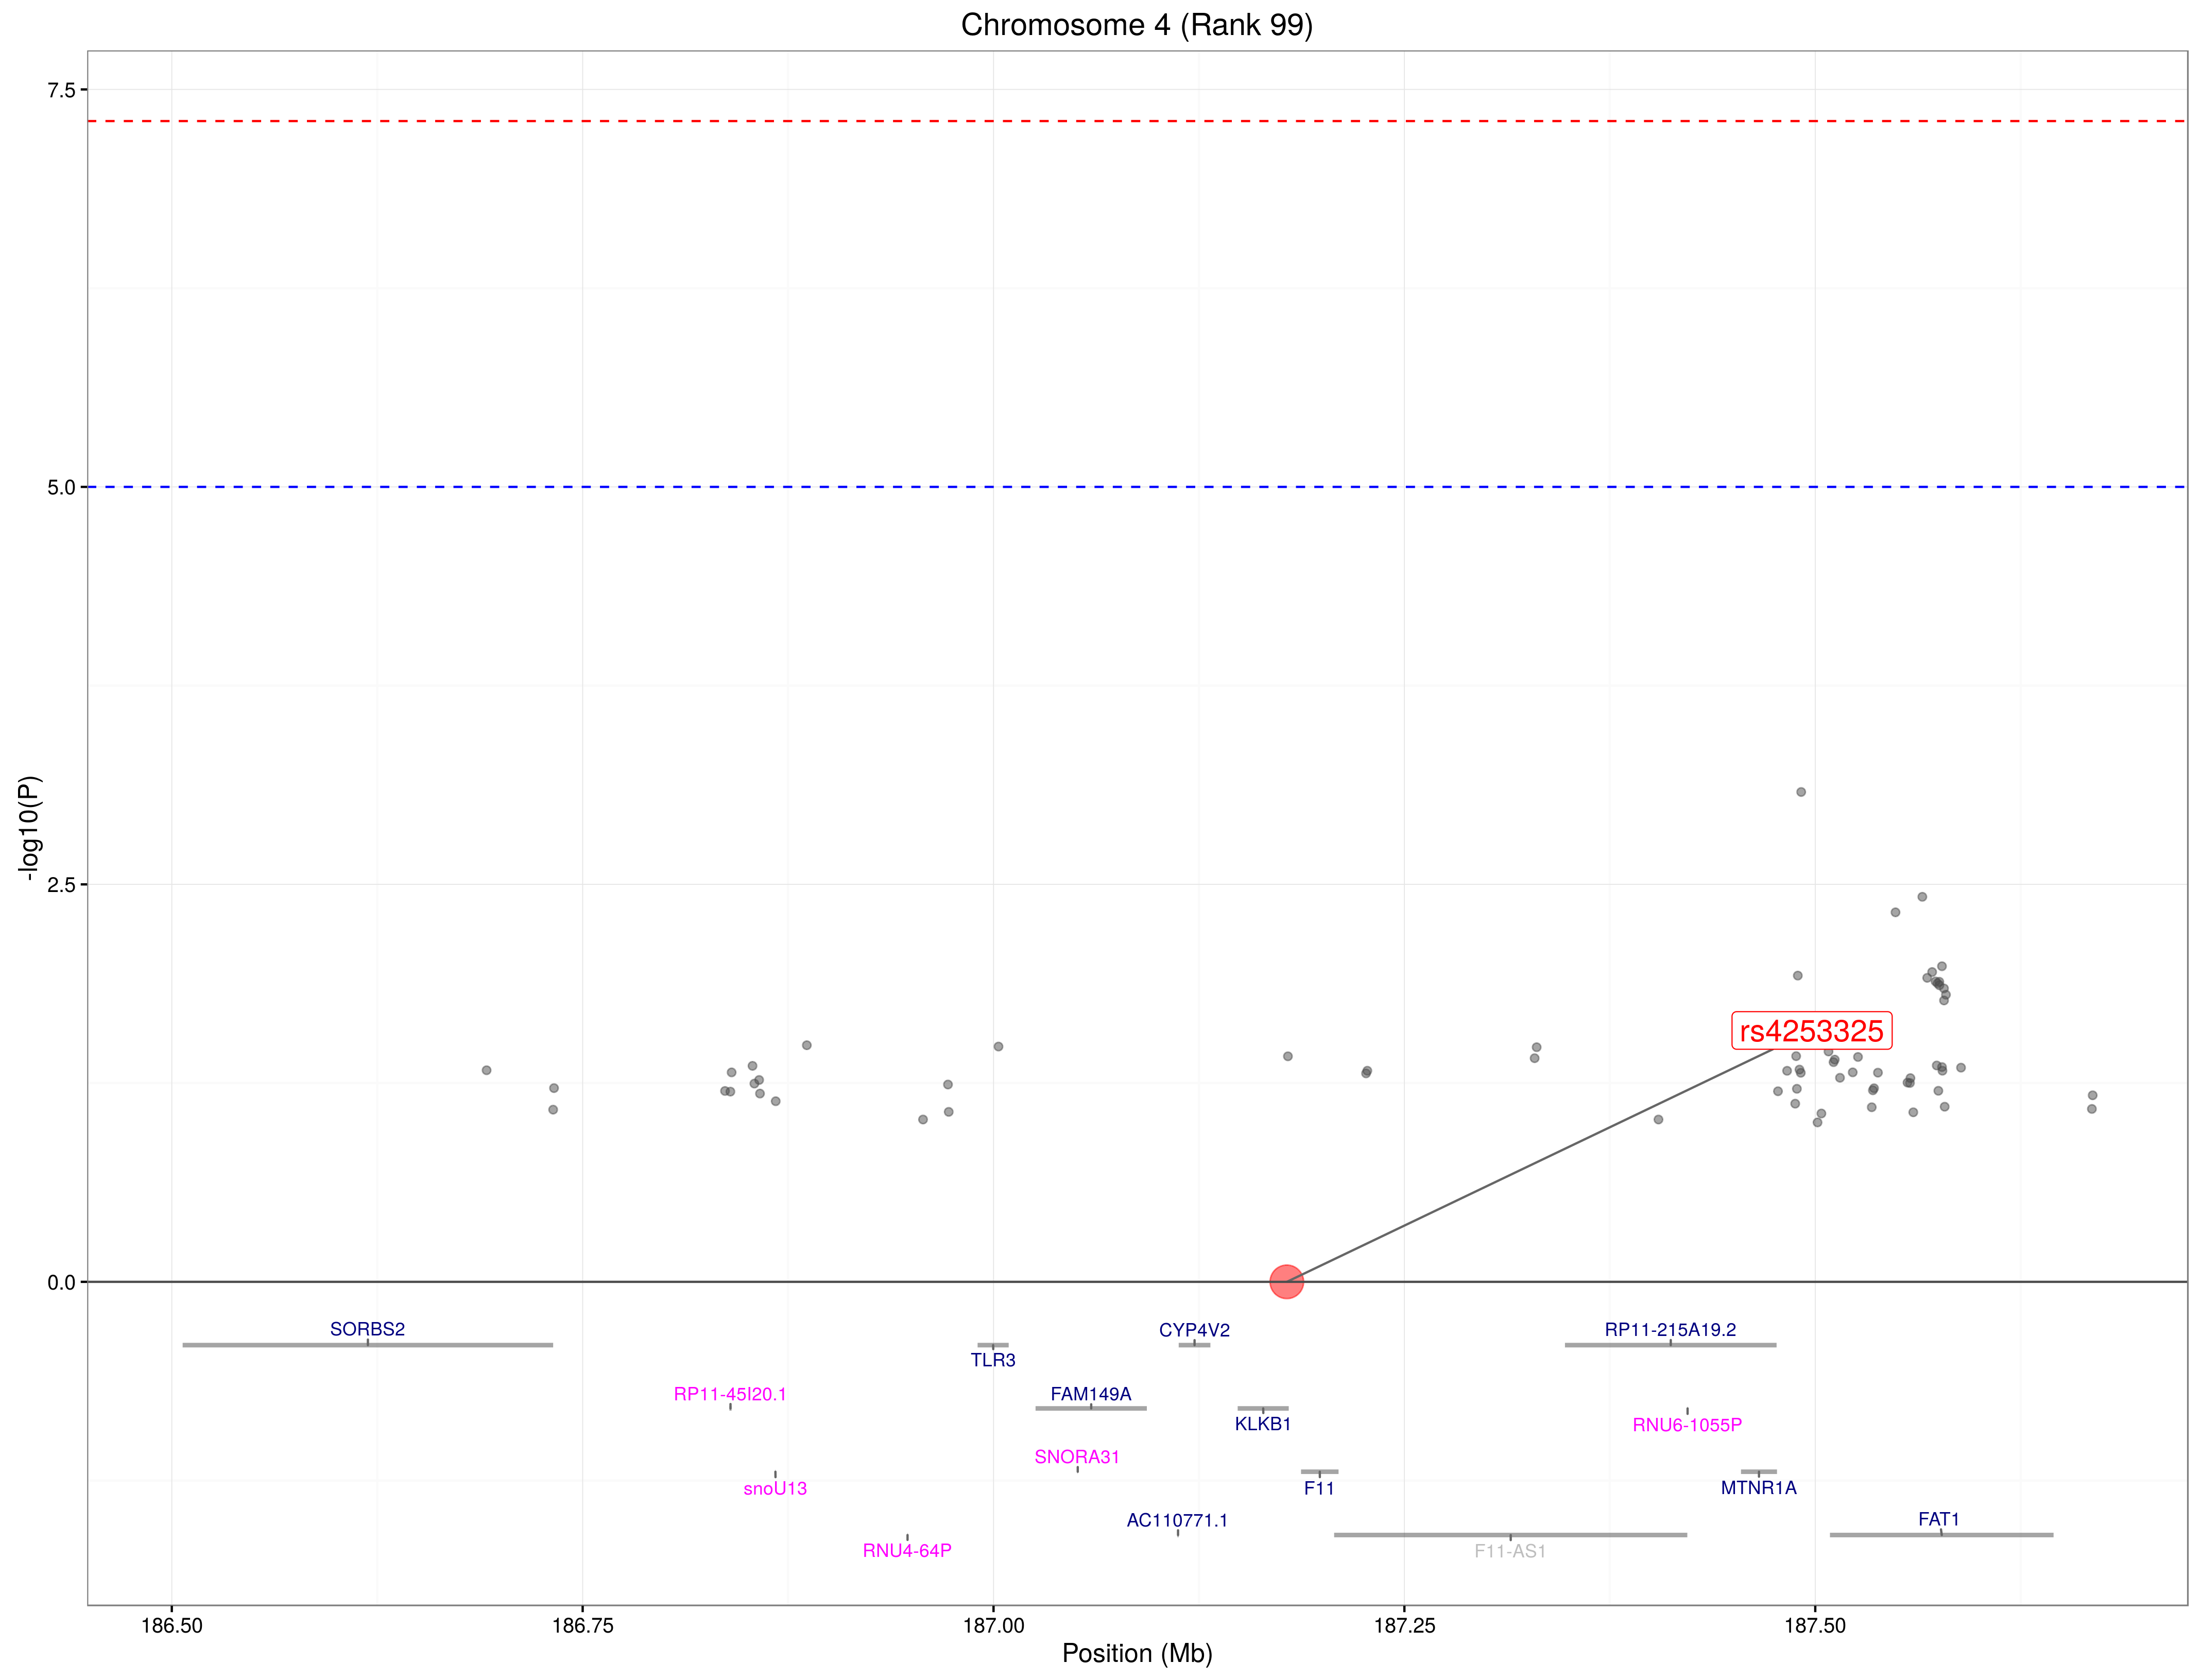 Chromosome 4 (Rank 99)
7.5
5.0
-log10(P)
2.5
rs4253325
0.0
SORBS2
CYP4V2
RP11-215A19.2
TLR3
RP11-45I20.1
FAM149A
KLKB1
RNU6-1055P
SNORA31
snoU13
F11
MTNR1A
AC110771.1
FAT1
RNU4-64P
F11-AS1
186.50 186.75 187.00 187.25 187.50
Position (Mb)